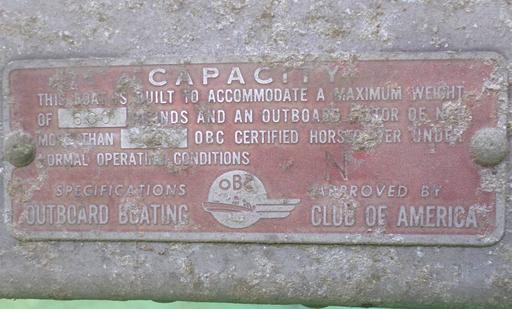 CAPACITY
THIS BOAT IS BUILT TO ACCOMMODATE A MAXIMUM WEIGHT
OF POUNDS AND AN OUTBOARD MOTOR OF NO
MORE THAN OBC CERTIFIED HORSEPOWER UNDER
NORMAL OPERATING CONDITIONS
N
SPECIFICATIONS OBC APPROVED BY
OUTBOARD BOATING CLUB OF AMERICA